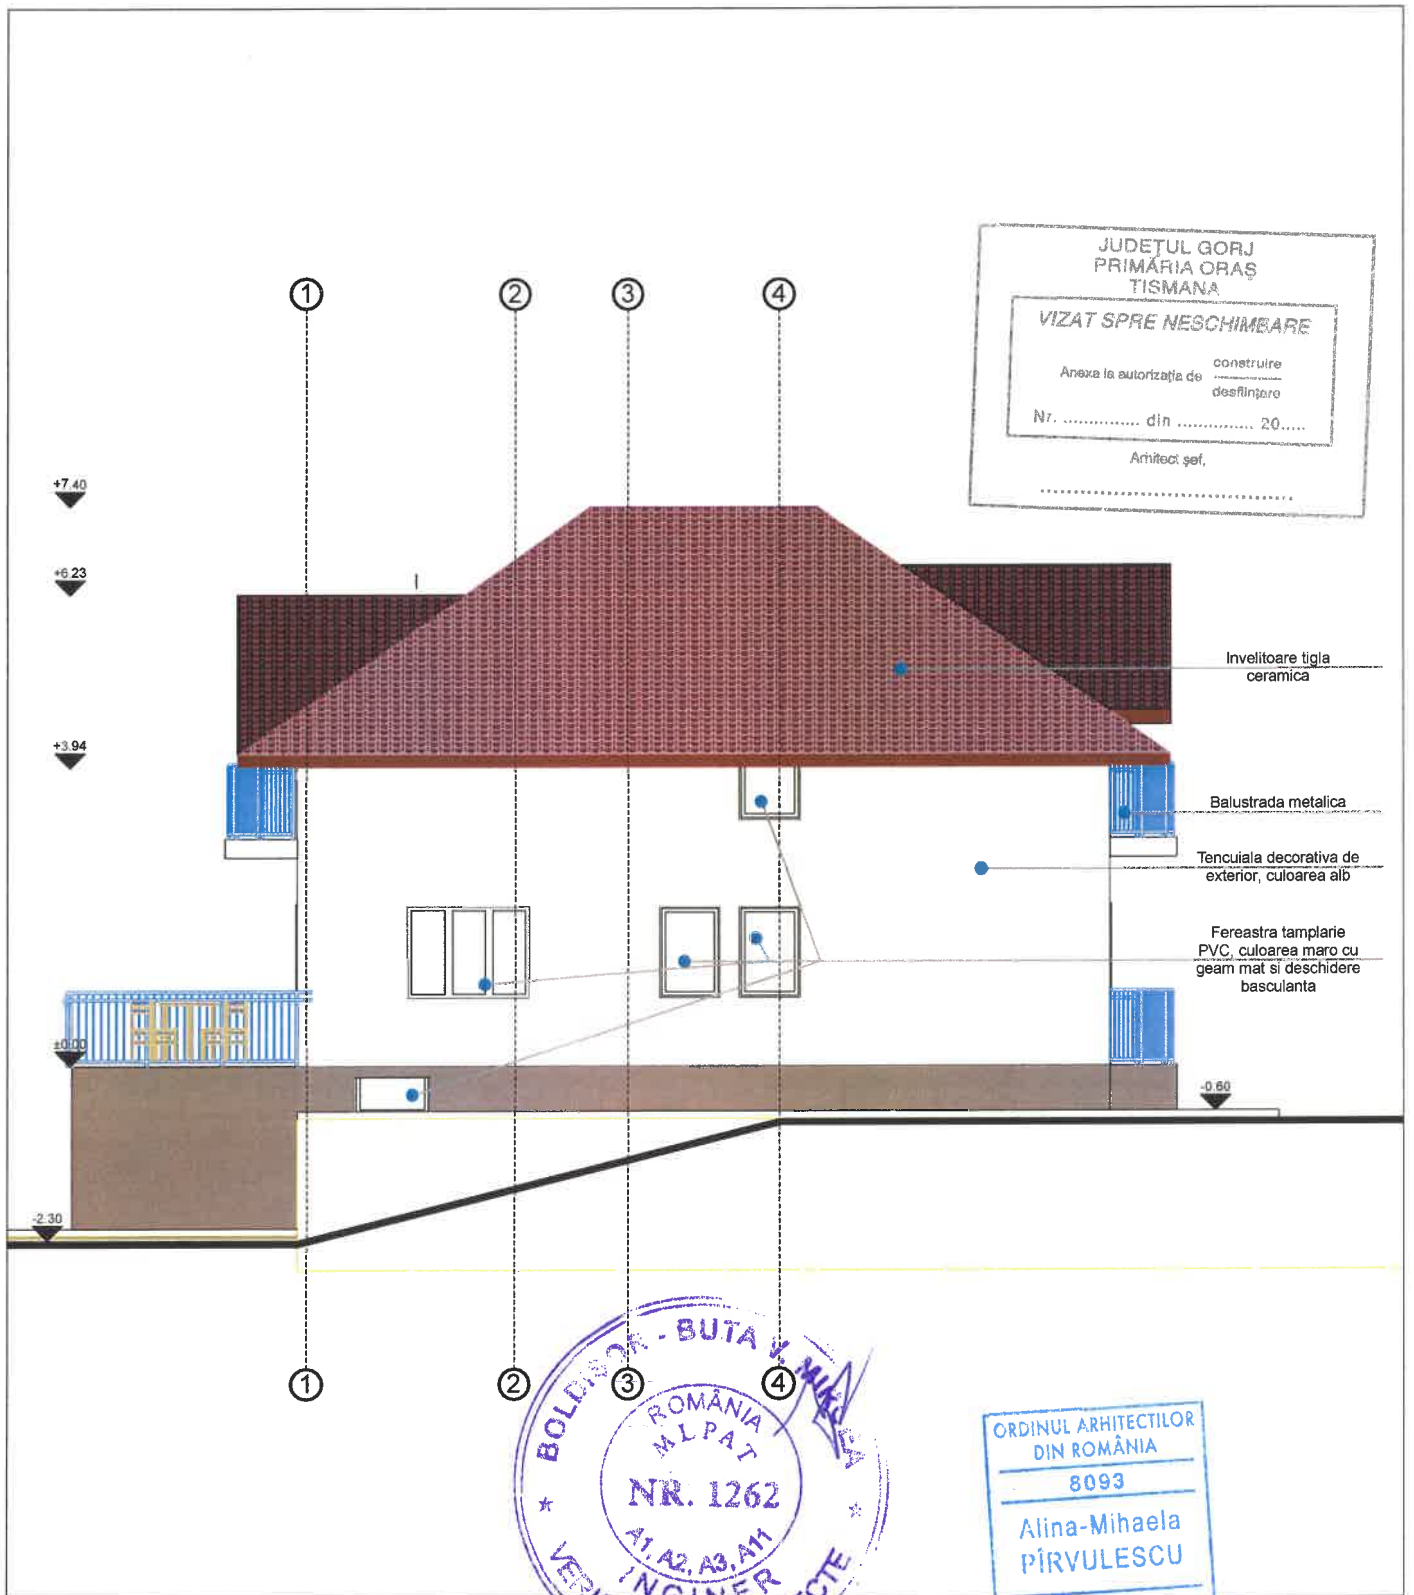 JUDEȚUL GORJ
PRIMĂRIA ORAȘ
TISMANA
VIZAT SPRE NESCHIMBARE
Anexa la autorizația de construire
desființare
Nr. ............... din ............... 20.....
Arhitect șef,
1 2 3 4
+7.40
+6.23
+3.94
±0.00
-0.60
-2.30
Invelitoare tigla
ceramica
Balustrada metalica
Tencuiala decorativa de
exterior, culoarea alb
Fereastra tamplarie
PVC, culoarea maro cu
geam mat si deschidere
basculanta
1 2 3 4
BOLDIȘOR - BUTA V.
ROMÂNIA
MLPAT
NR. 1262
A1, A2, A3, A11
INGINER
ORDINUL ARHITECTILOR
DIN ROMÂNIA
8093
Alina-Mihaela
PÎRVULESCU